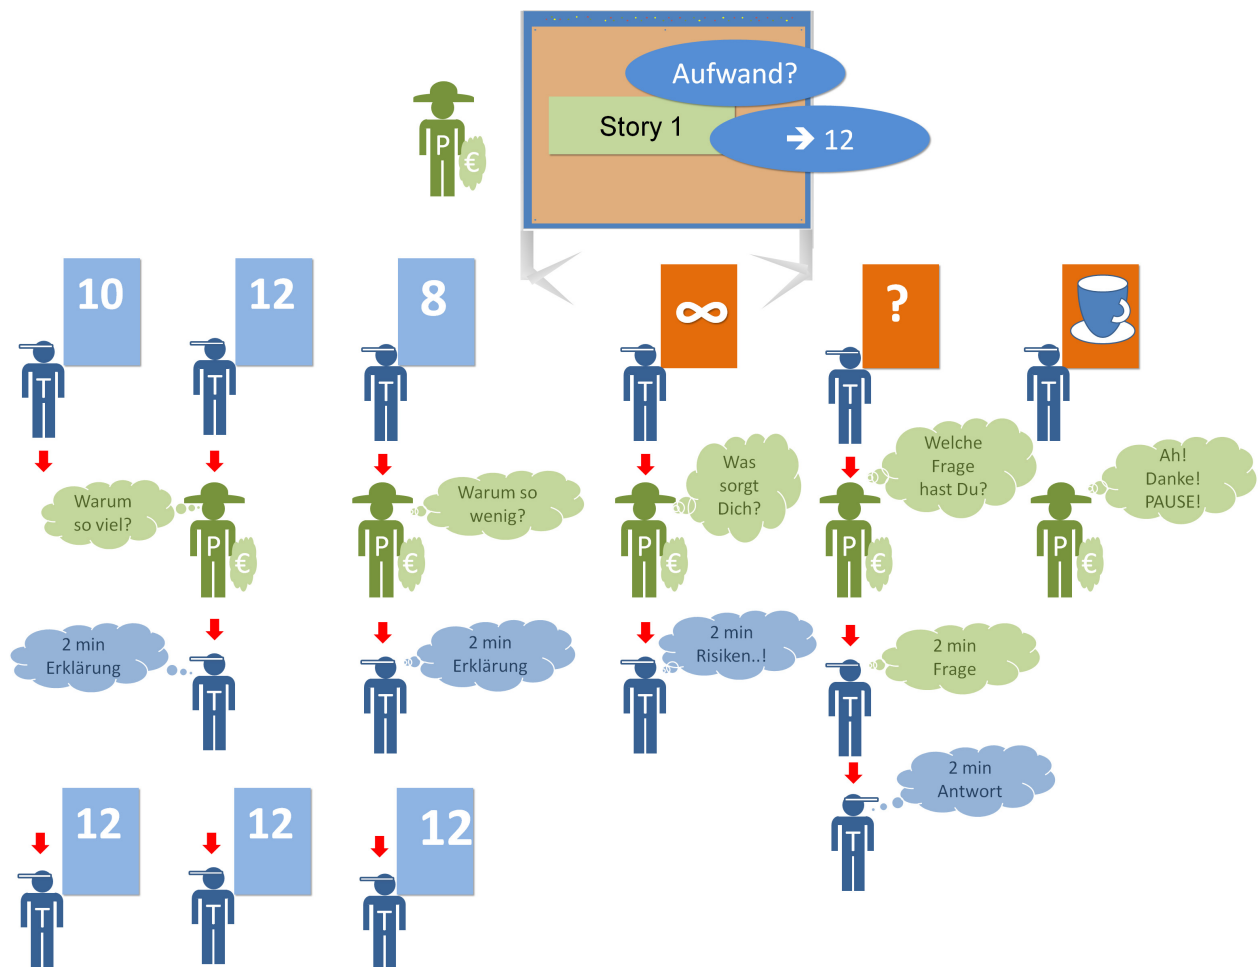 Aufwand?
Story 1
➔ 12
P
€
10
12
8
∞
?
T
T
T
T
T
T
Warum
so viel?
Warum so
wenig?
Was
sorgt
Dich?
Welche
Frage
hast Du?
Ah!
Danke!
PAUSE!
P
€
P
€
P
€
P
€
P
€
2 min
Erklärung
2 min
Erklärung
2 min
Risiken..!
2 min
Frage
T
T
T
T
2 min
Antwort
T
12
12
12
T
T
T